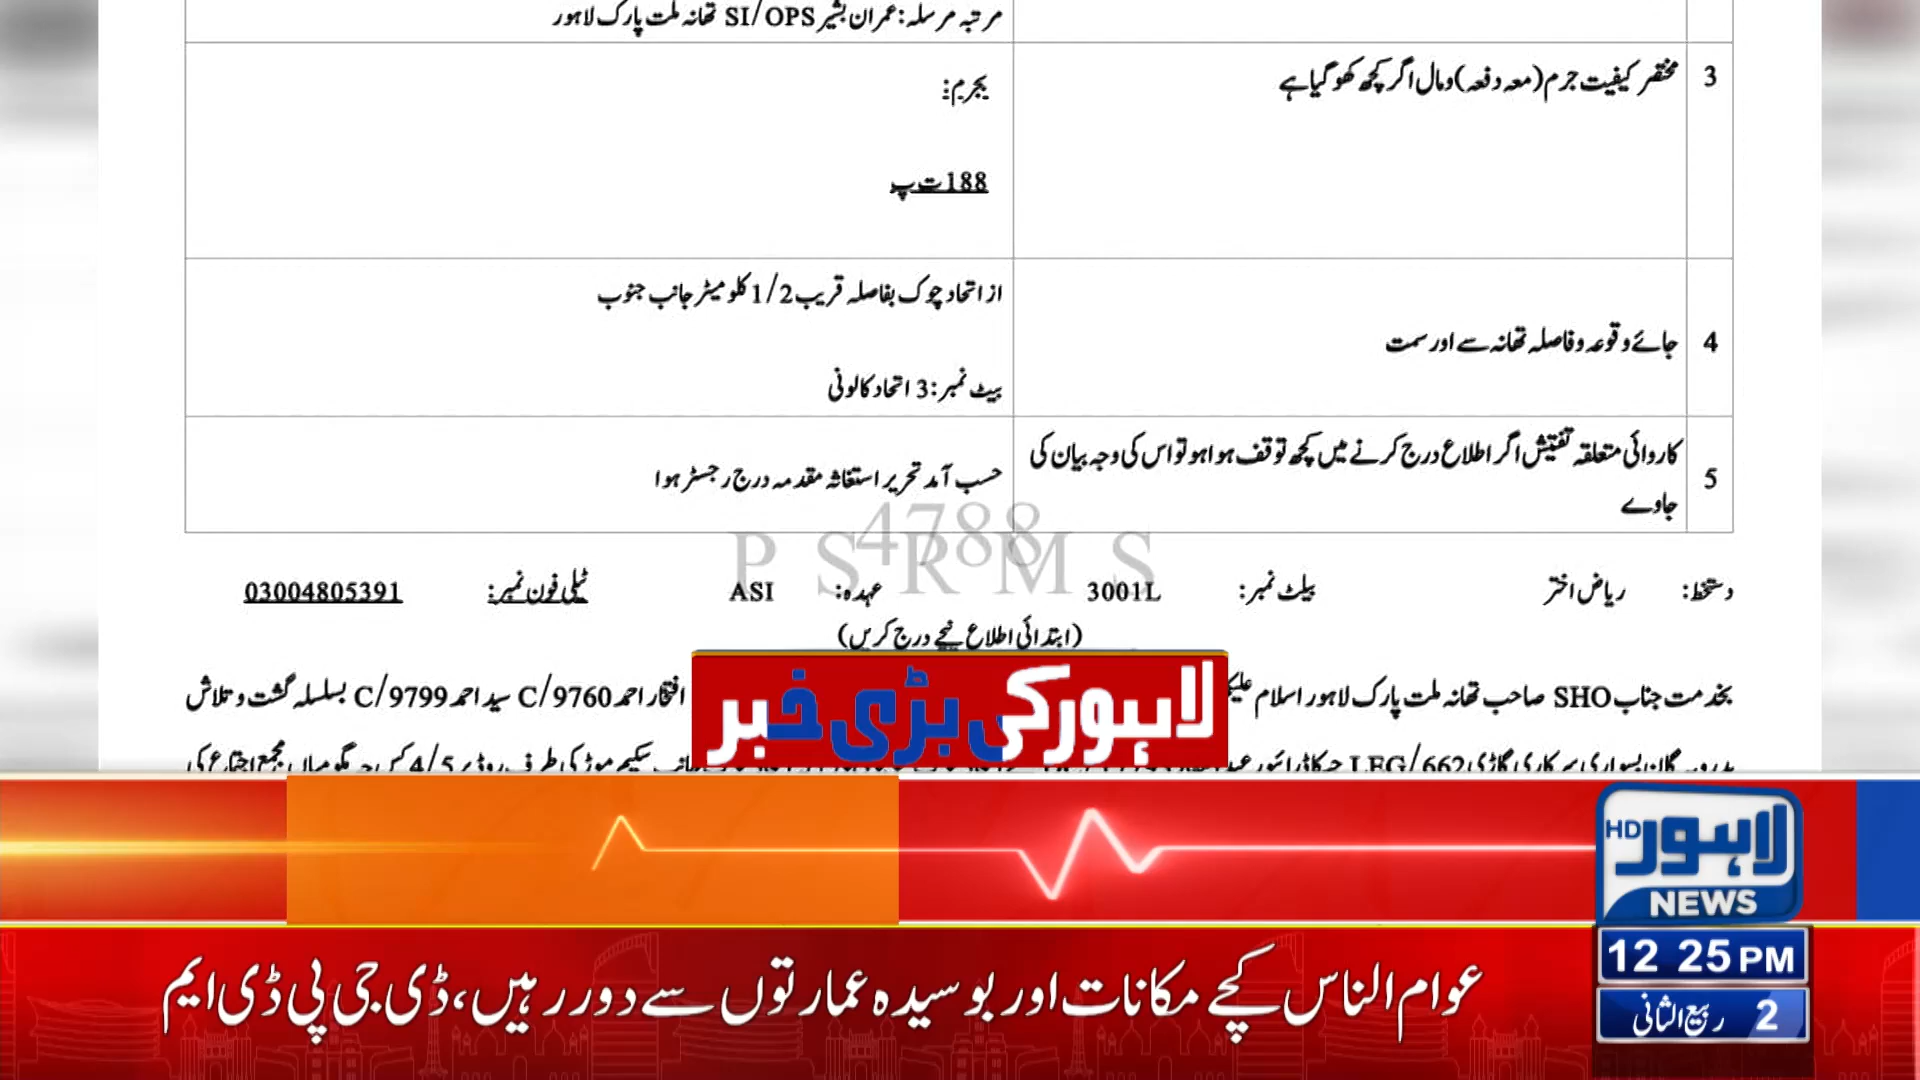 مرتبہ مرسلہ: عمران بشیر SI/OPS تھانہ ملت پارک لاہور
3 مختصر کیفیت جرم (معہ دفعہ) و مال اگر کچھ کھو گیا ہے
بجرم:
188 ت پ
4 جائے وقوعہ و فاصلہ تھانہ سے اور سمت
از اتحاد چوک بفاصلہ قریب 1/2 کلو میٹر جانب جنوب
بیٹ نمبر: 3 اتحاد کالونی
5 کاروائی متعلقہ تفتیش اگر اطلاع درج کرنے میں کچھ توقف ہوا ہو تو اس کی وجہ بیان کی
جاوے
حسب آمد تحریر استغاثہ مقدمہ درج رجسٹر ہوا
4788
PSRMS
دستخط: ریاض اختر بیلٹ نمبر: 3001L عہدہ: ASI ٹیلی فون نمبر: 03004805391
(ابتدائی اطلاع نیچے درج کریں)
بخدمت جناب SHO صاحب تھانہ ملت پارک لاہور اسلام افتخار احمد 9760/C سید احمد 9799/C بسلسلہ گشت و تلاش
LEG/662 4/5
لاہور کی بڑی خبر
لاہور HD
NEWS
12 25 PM
2 ربیع الثانی
عوام الناس کچے مکانات اور بوسیدہ عمارتوں سے دور رہیں، ڈی جی پی ڈی ایم